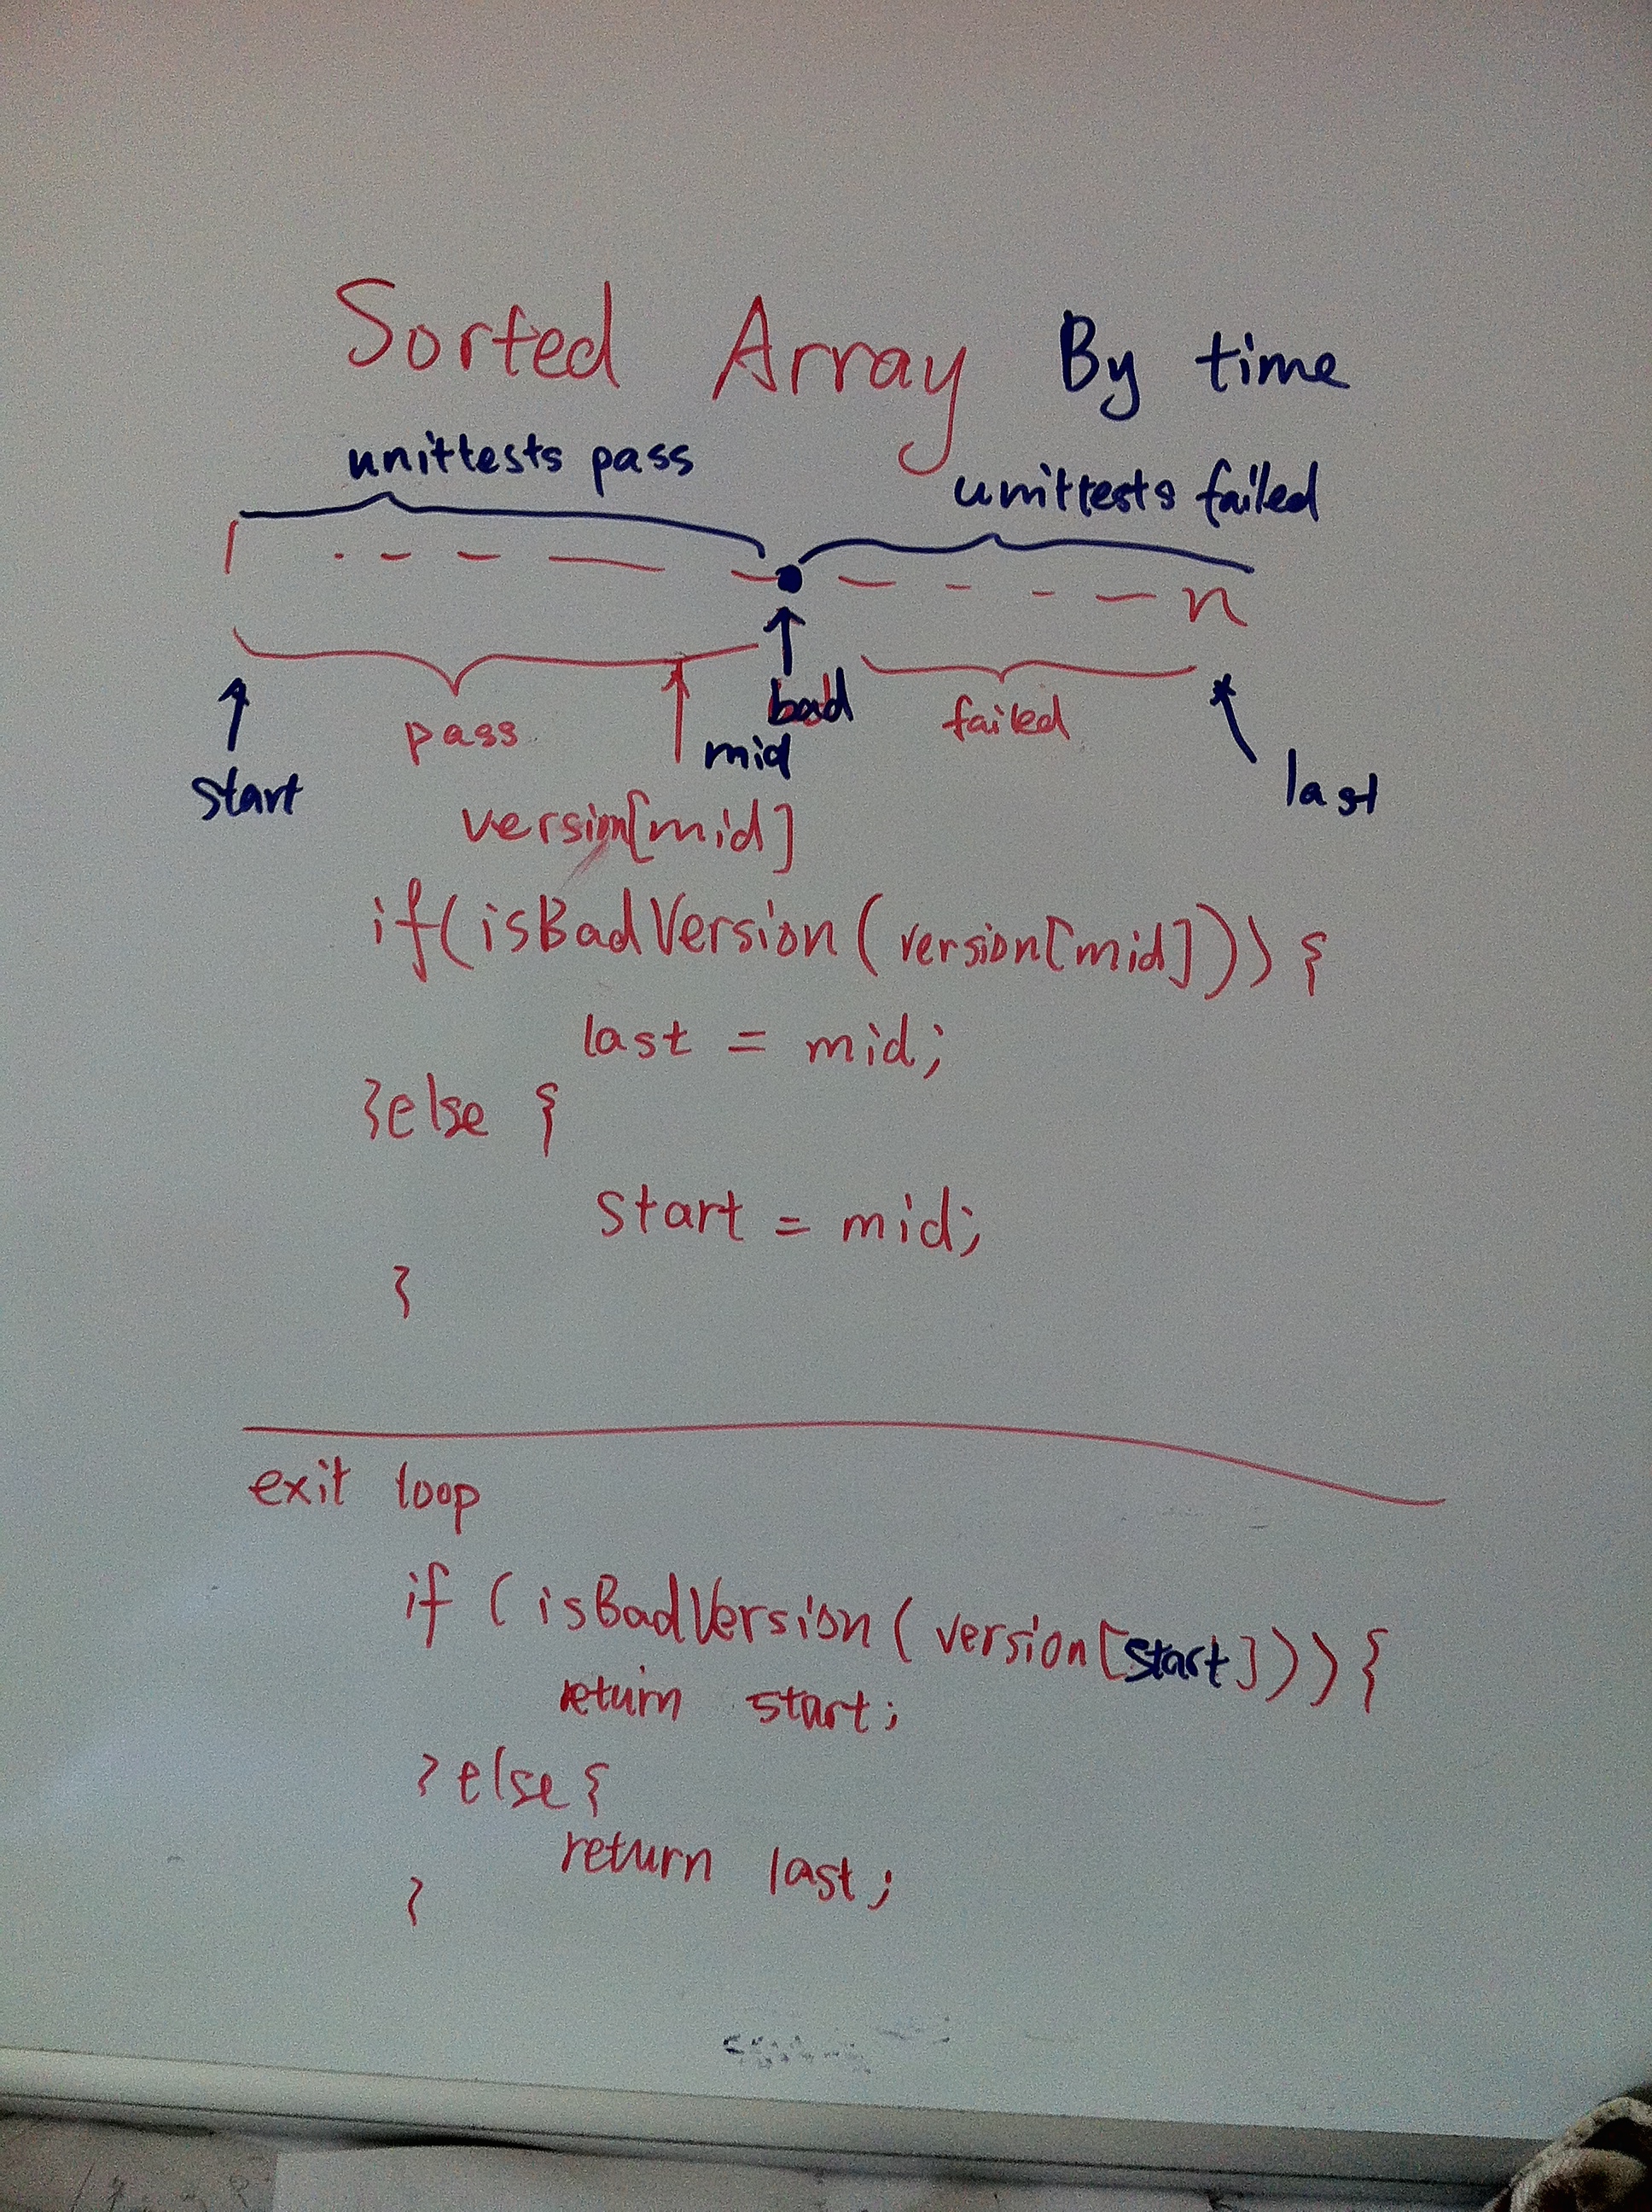 Sorted Array By time
unittests pass
unittests failed
1 . - - — - - - - — n
bad
pass
failed
mid
start
last
version[mid]
if(isBadVersion(version[mid])) {
last = mid;
}else {
start = mid;
}
exit loop
if (isBadVersion(version[start])){
return start;
}else{
return last;
}